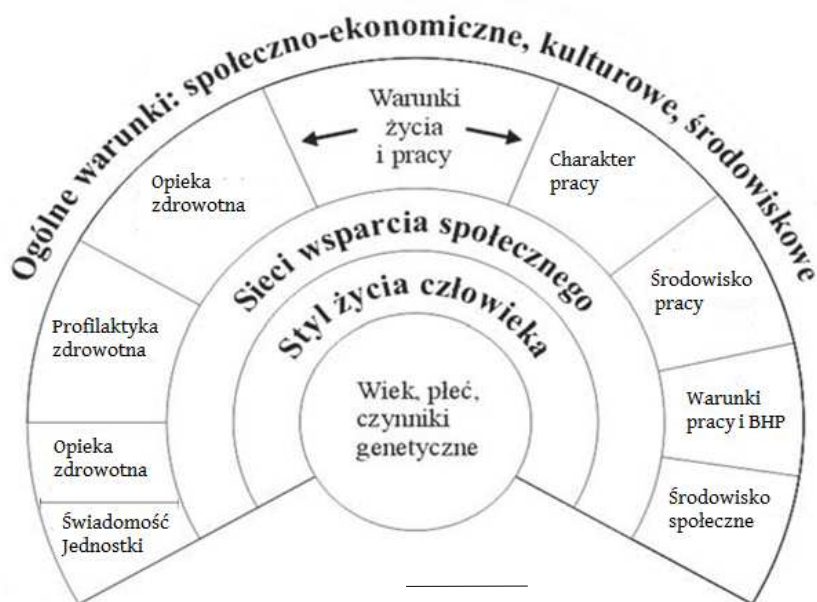 Ogólne warunki: społeczno-ekonomiczne, kulturowe, środowiskowe
Warunki
życia
i pracy
Opieka
zdrowotna
Charakter
pracy
Sieci wsparcia społecznego
Styl życia człowieka
Środowisko
pracy
Profilaktyka
zdrowotna
Wiek, płeć,
czynniki
genetyczne
Warunki
pracy i BHP
Opieka
zdrowotna
Środowisko
społeczne
Świadomość
Jednostki